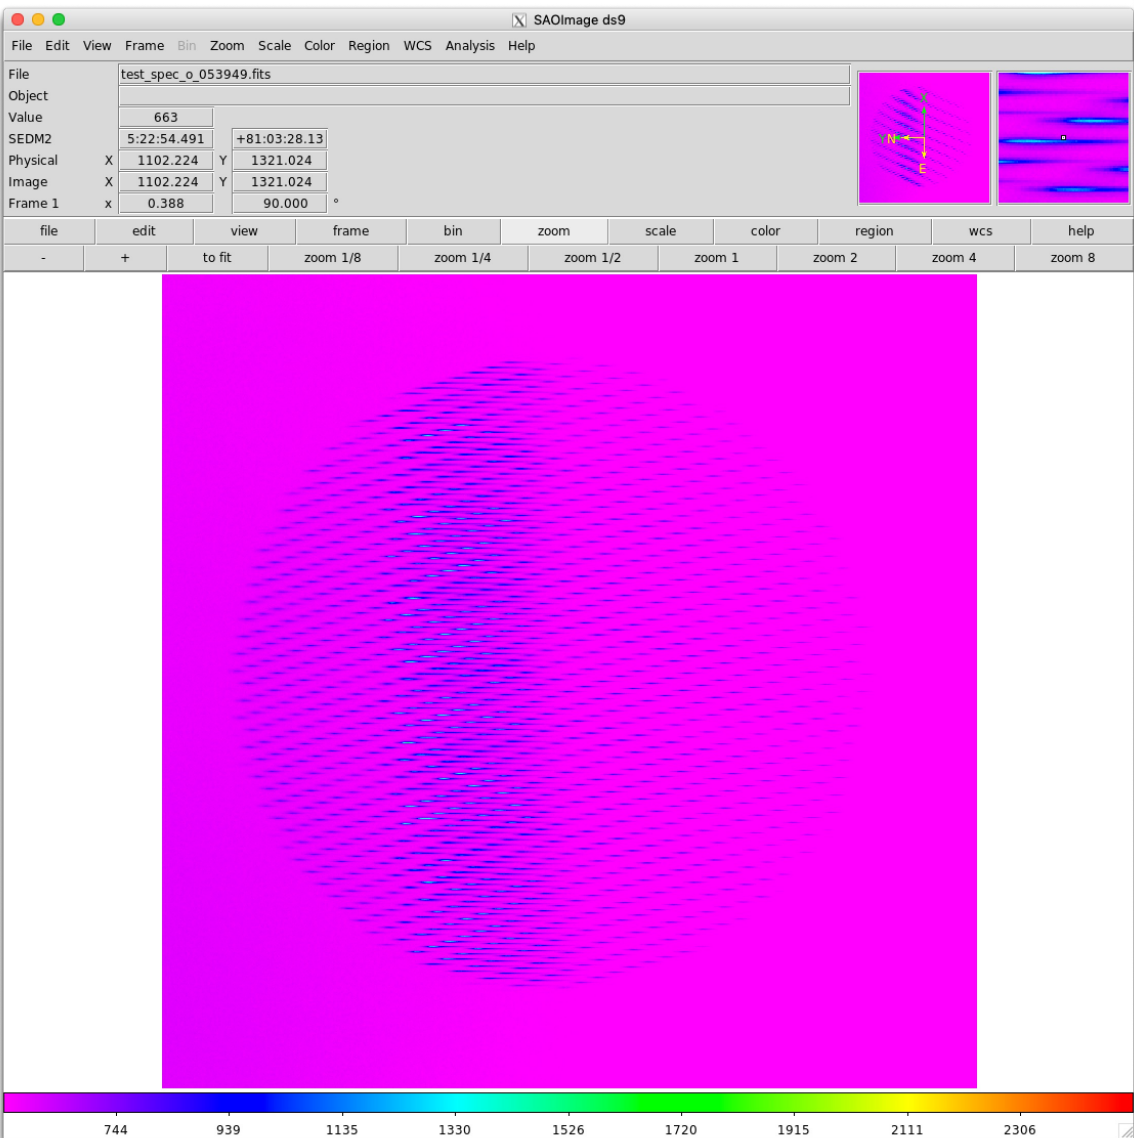 SAOImage ds9
File Edit View Frame Bin Zoom Scale Color Region WCS Analysis Help
File test_spec_o_053949.fits
Object
Value 663
SEDM2 5:22:54.491 +81:03:28.13
Physical X 1102.224 Y 1321.024
Image X 1102.224 Y 1321.024
Frame 1 x 0.388 90.000 °
X
Y N
E
file edit view frame bin zoom scale color region wcs help
- + to fit zoom 1/8 zoom 1/4 zoom 1/2 zoom 1 zoom 2 zoom 4 zoom 8
744 939 1135 1330 1526 1720 1915 2111 2306